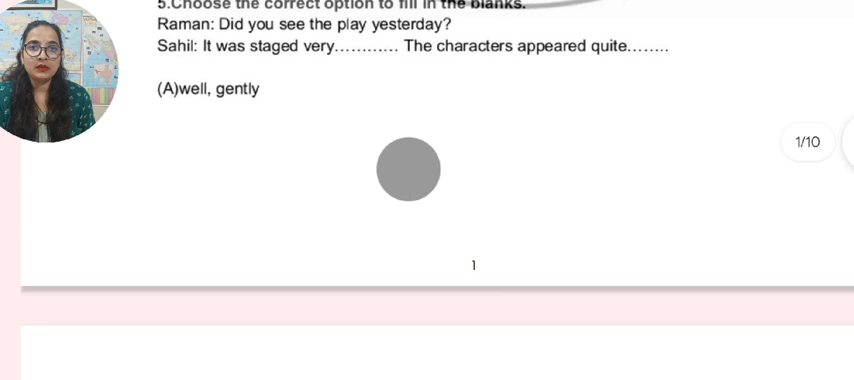 5.Choose the correct option to fill in the blanks.
Raman: Did you see the play yesterday?
Sahil: It was staged very............ The characters appeared quite........
(A)well, gently
1/10
1